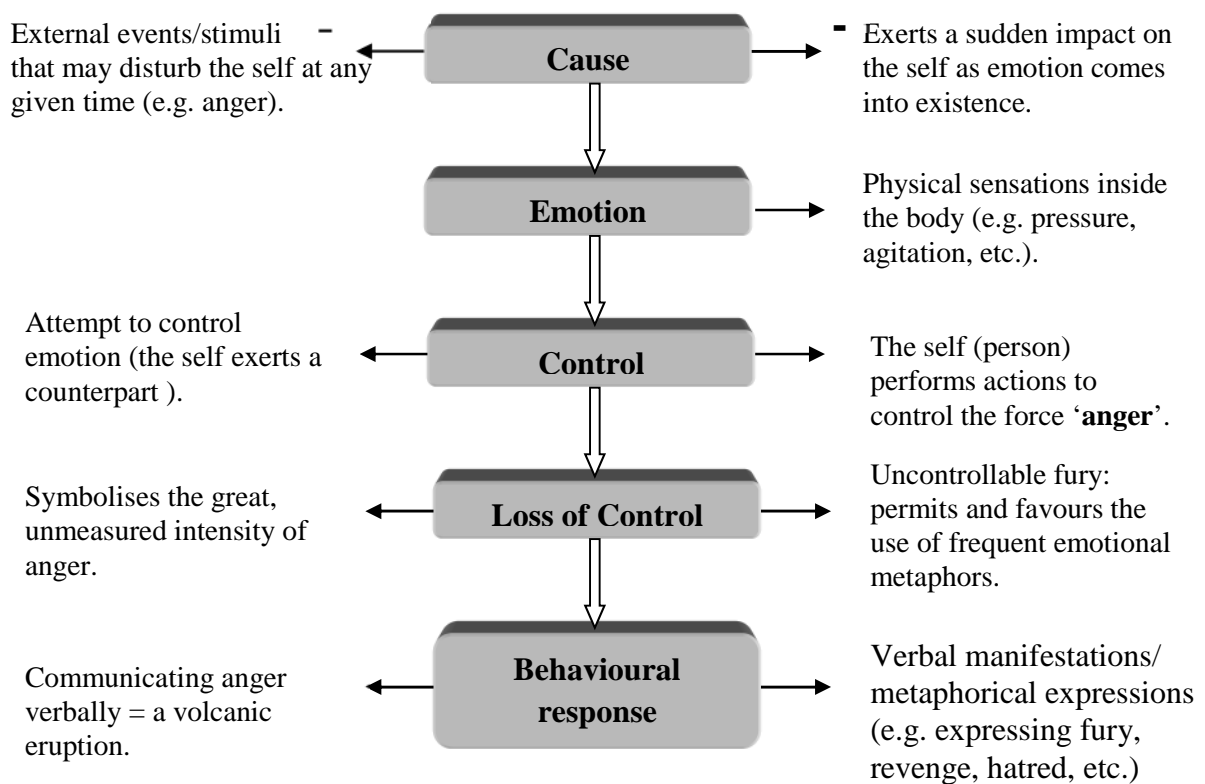 External events/stimuli -
that may disturb the self at any
given time (e.g. anger).
Cause
- Exerts a sudden impact on
the self as emotion comes
into existence.
Emotion
Physical sensations inside
the body (e.g. pressure,
agitation, etc.).
Attempt to control
emotion (the self exerts a
counterpart ).
Control
The self (person)
performs actions to
control the force ‘anger’.
Symbolises the great,
unmeasured intensity of
anger.
Loss of Control
Uncontrollable fury:
permits and favours the
use of frequent emotional
metaphors.
Communicating anger
verbally = a volcanic
eruption.
Behavioural
response
Verbal manifestations/
metaphorical expressions
(e.g. expressing fury,
revenge, hatred, etc.)